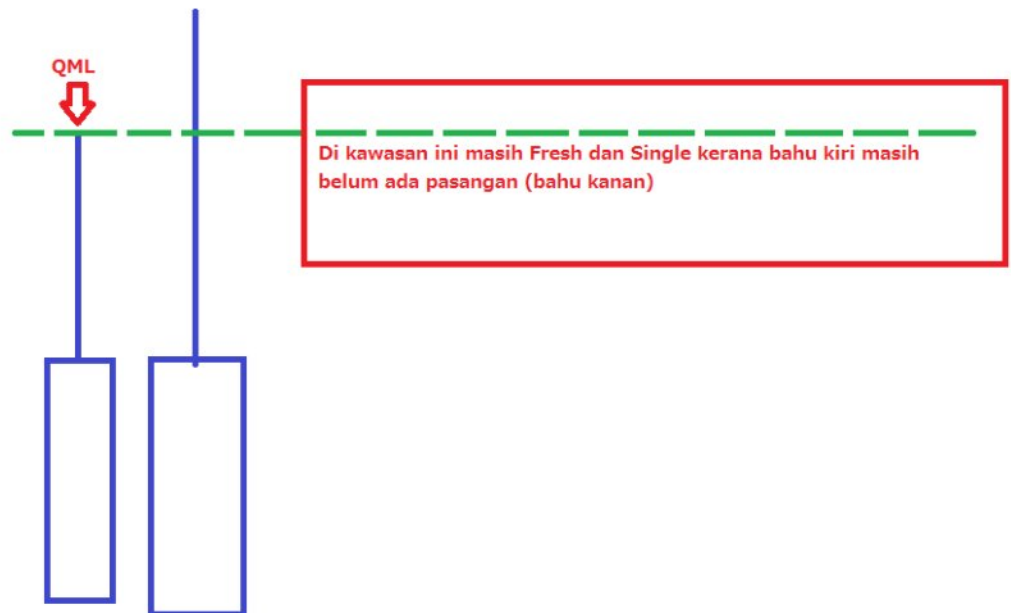 QML
Di kawasan ini masih Fresh dan Single kerana bahu kiri masih
belum ada pasangan (bahu kanan)